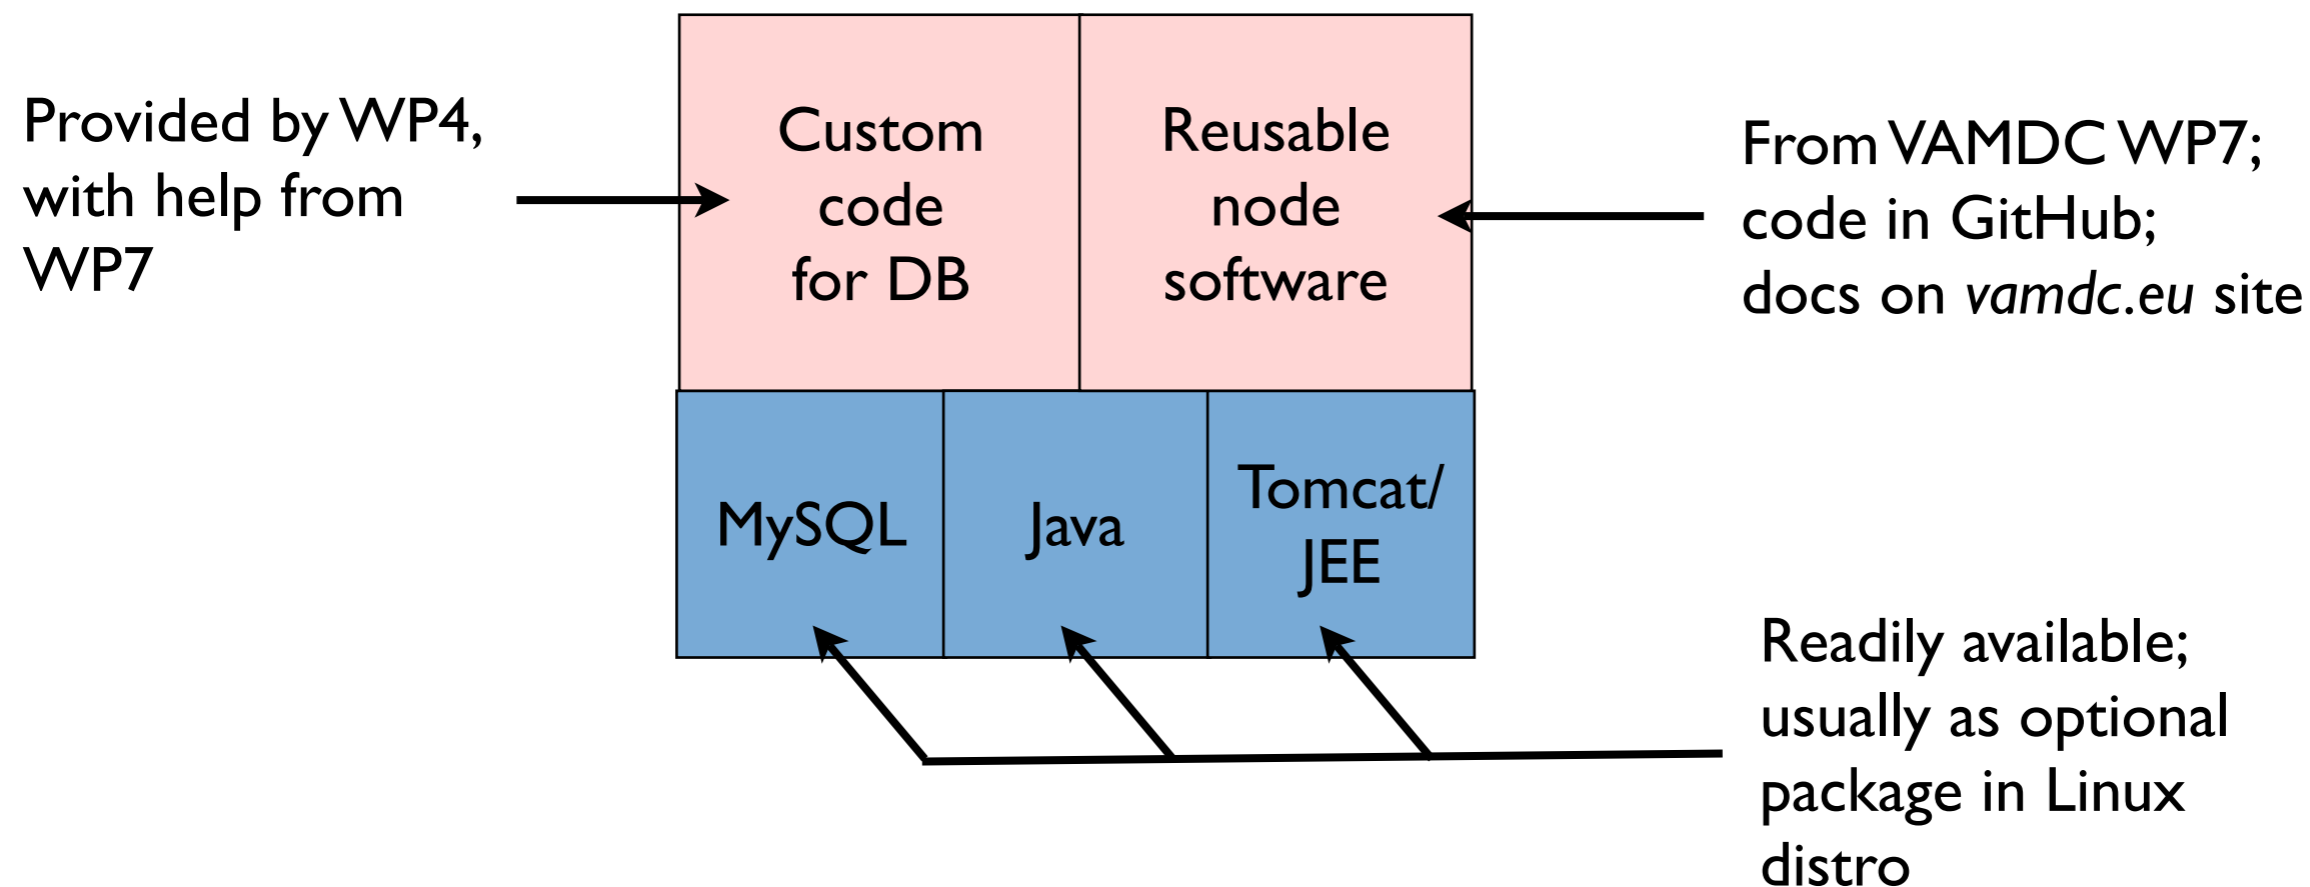 Provided by WP4,
with help from
WP7
Custom
code
for DB
Reusable
node
software
From VAMDC WP7;
code in GitHub;
docs on vamdc.eu site
MySQL
Java
Tomcat/
JEE
Readily available;
usually as optional
package in Linux
distro